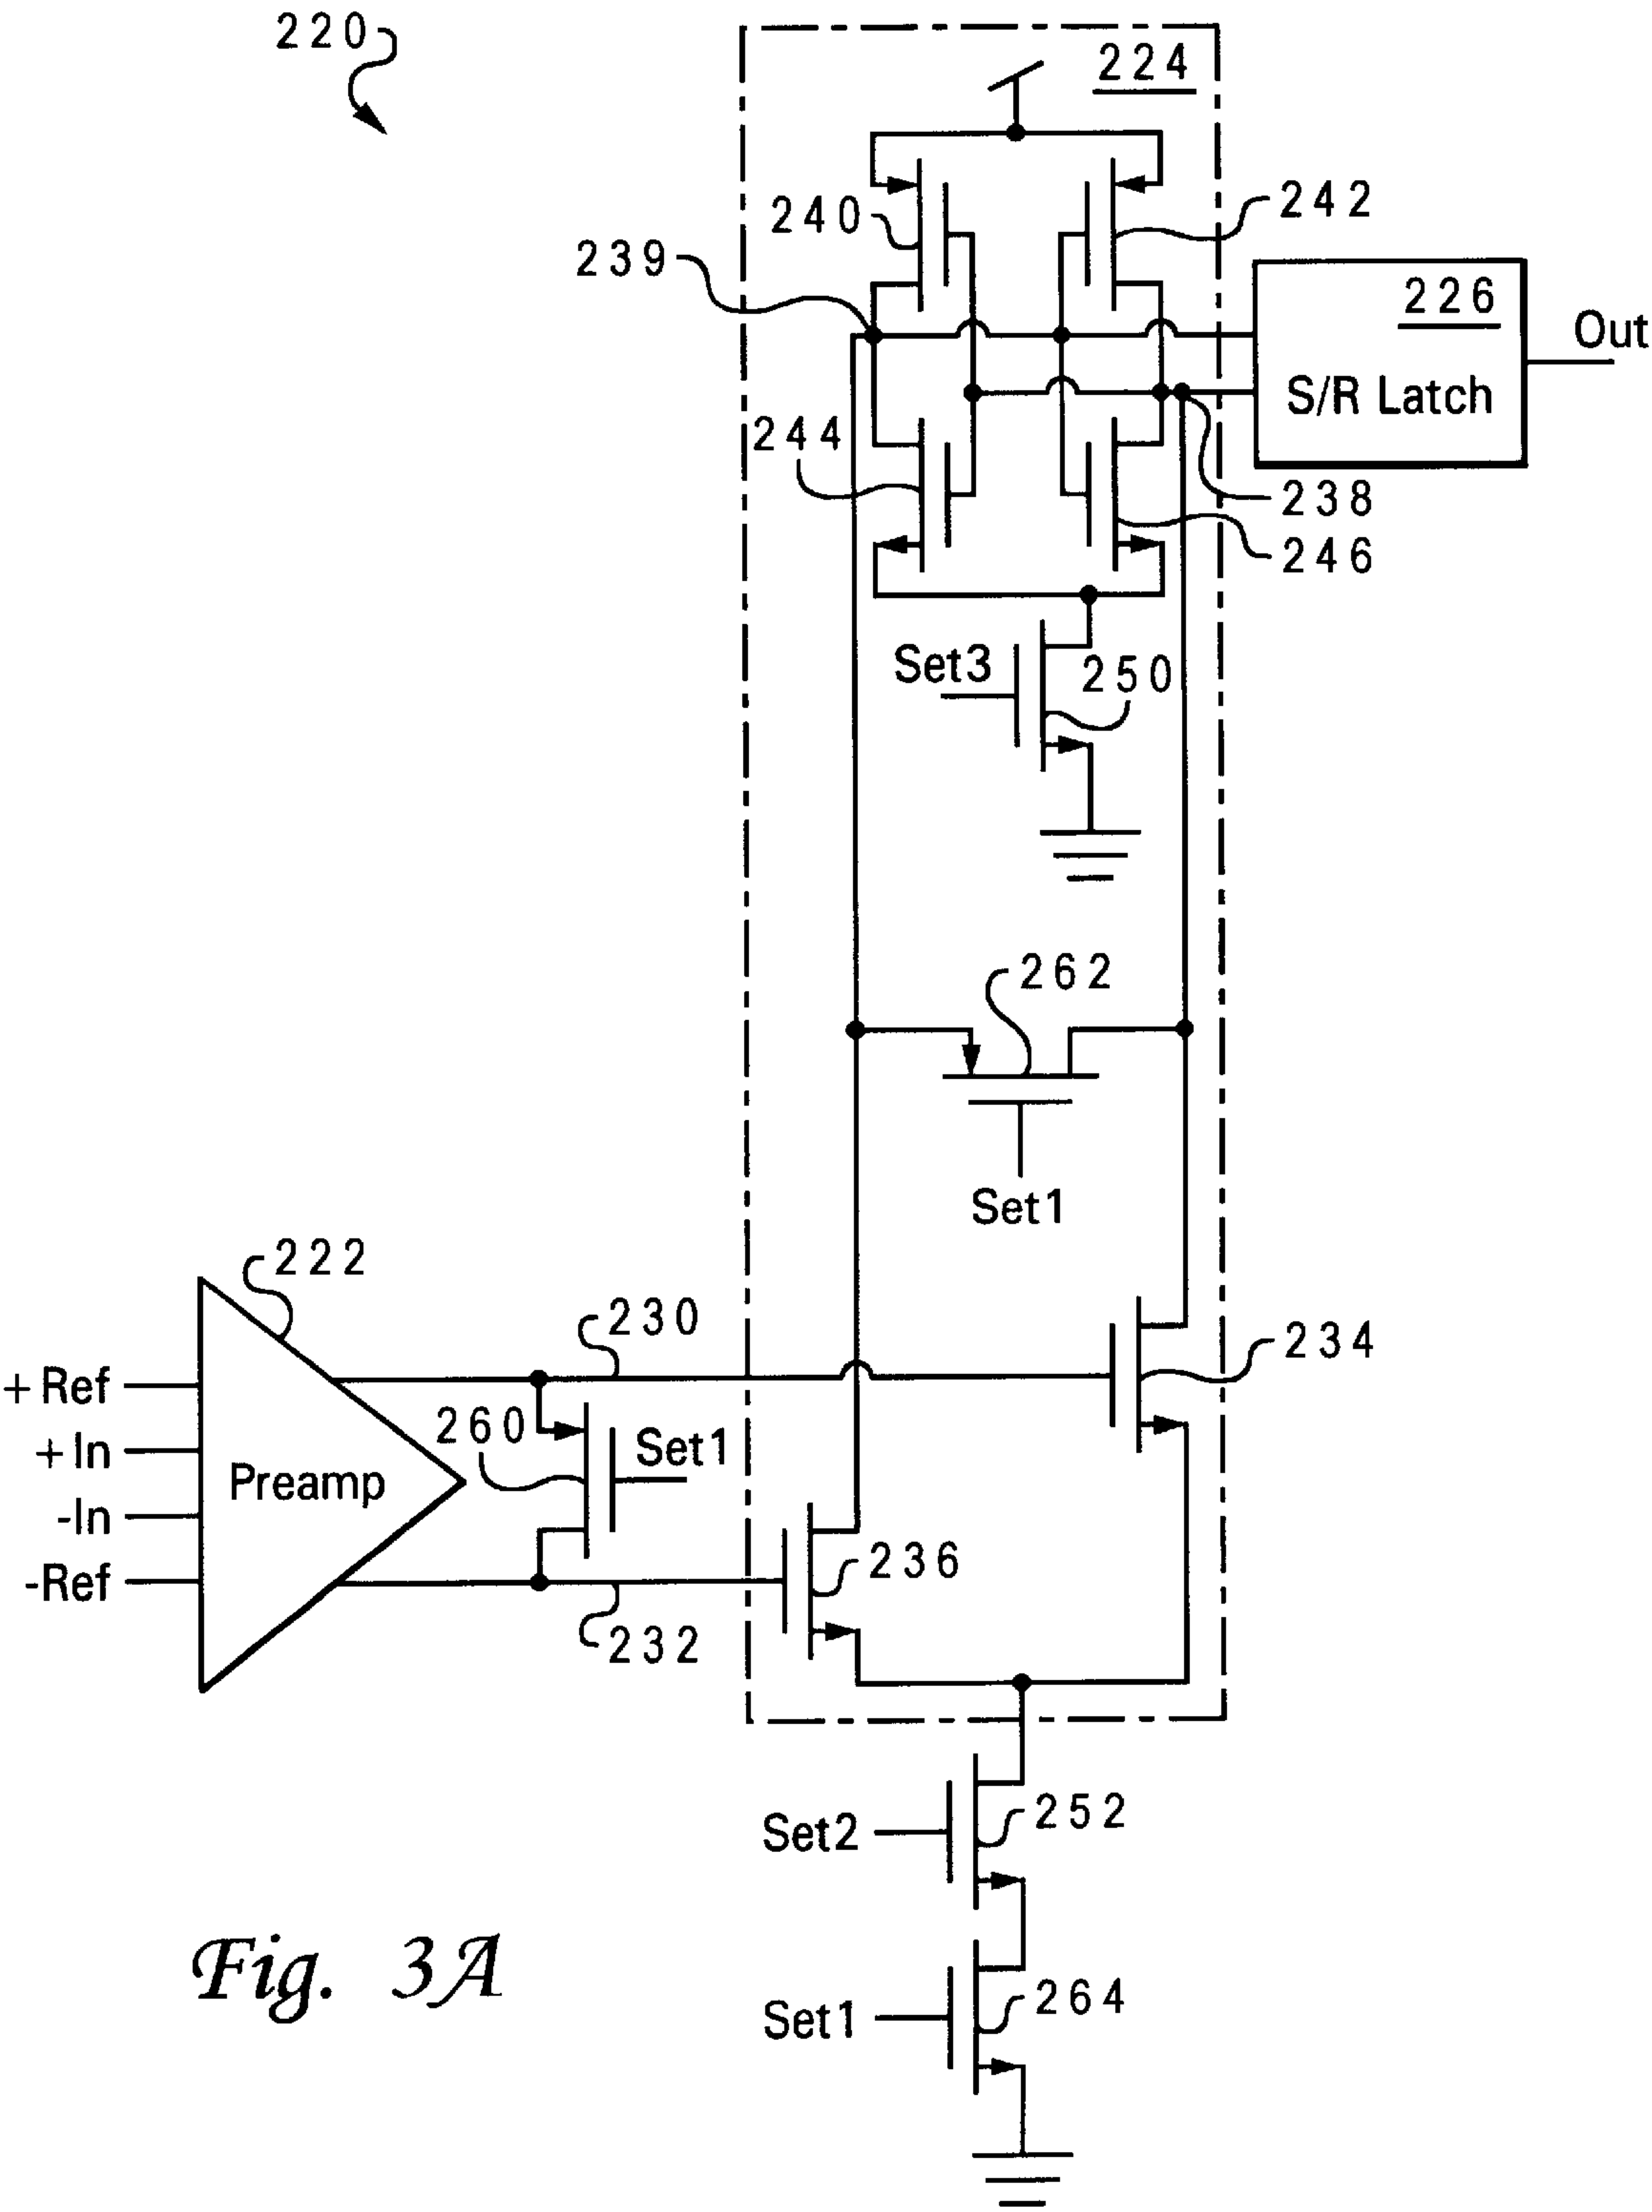 220
224
240
242
239
226
S/R Latch
Out
244
238
246
Set3
250
262
Set1
222
230
234
+Ref
+In
-In
-Ref
Preamp
260
Set1
236
232
Set2
252
Set1
264
Fig. 3A